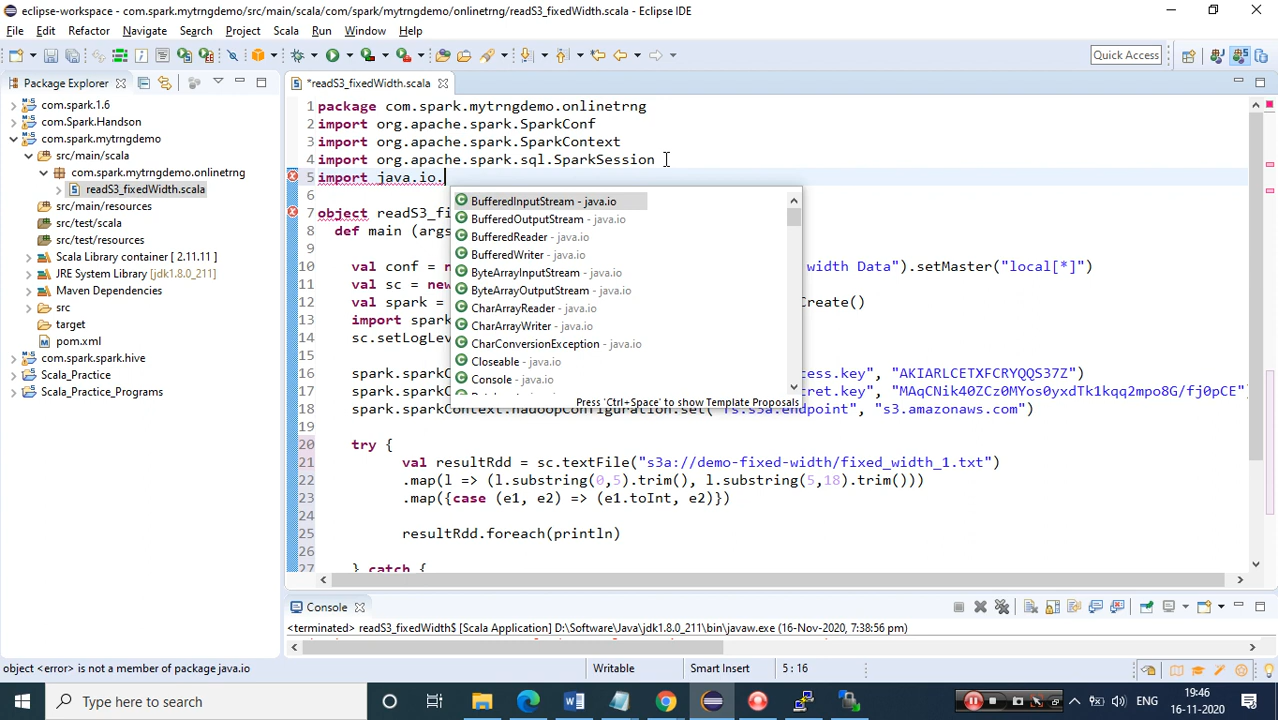 eclipse-workspace - com.spark.mytrngdemo/src/main/scala/com/spark/mytrngdemo/onlinetrng/readS3_fixedWidth.scala - Eclipse IDE
File Edit Refactor Navigate Search Project Scala Run Window Help
Quick Access
Package Explorer
*readS3_fixedWidth.scala
com.spark.1.6
com.spark.Handson
com.spark.mytrngdemo
src/main/scala
com.spark.mytrngdemo.onlinetrng
readS3_fixedWidth.scala
src/main/resources
src/test/scala
src/test/resources
Scala Library container [ 2.11.11 ]
JRE System Library [jdk1.8.0_211]
Maven Dependencies
src
target
pom.xml
com.spark.spark.hive
Scala_Practice
Scala_Practice_Programs
1 package com.spark.mytrngdemo.onlinetrng
2 import org.apache.spark.SparkConf
3 import org.apache.spark.SparkContext
4 import org.apache.spark.sql.SparkSession
5 import java.io.
6
7 object readS3_fi
8 def main (args
9
10 val conf = n width Data").setMaster("local[*]")
11 val sc = new
12 val spark = Create()
13 import spark
14 sc.setLogLev
15
16 spark.sparkC cess.key", "AKIARLCETXFCRYQQS37Z")
17 spark.sparkC cret.key", "MAqCNik40ZCz0MYos0yxdTk1kqq2mpo8G/fj0pCE")
18 spark.sparkContext.hadoopConfiguration.set("fs.s3a.endpoint", "s3.amazonaws.com")
19
20 try {
21 val resultRdd = sc.textFile("s3a://demo-fixed-width/fixed_width_1.txt")
22 .map(l => (l.substring(0,5).trim(), l.substring(5,18).trim()))
23 .map({case (e1, e2) => (e1.toInt, e2)})
24
25 resultRdd.foreach(println)
26
27 } catch {
BufferedInputStream - java.io
BufferedOutputStream - java.io
BufferedReader - java.io
BufferedWriter - java.io
ByteArrayInputStream - java.io
ByteArrayOutputStream - java.io
CharArrayReader - java.io
CharArrayWriter - java.io
CharConversionException - java.io
Closeable - java.io
Console - java.io
Press 'Ctrl+Space' to show Template Proposals
Console
<terminated> readS3_fixedWidth$ [Scala Application] D:\Software\Java\jdk1.8.0_211\bin\javaw.exe (16-Nov-2020, 7:38:56 pm)
object <error> is not a member of package java.io
Writable
Smart Insert
5 : 16
Type here to search
ENG
19:46
16-11-2020